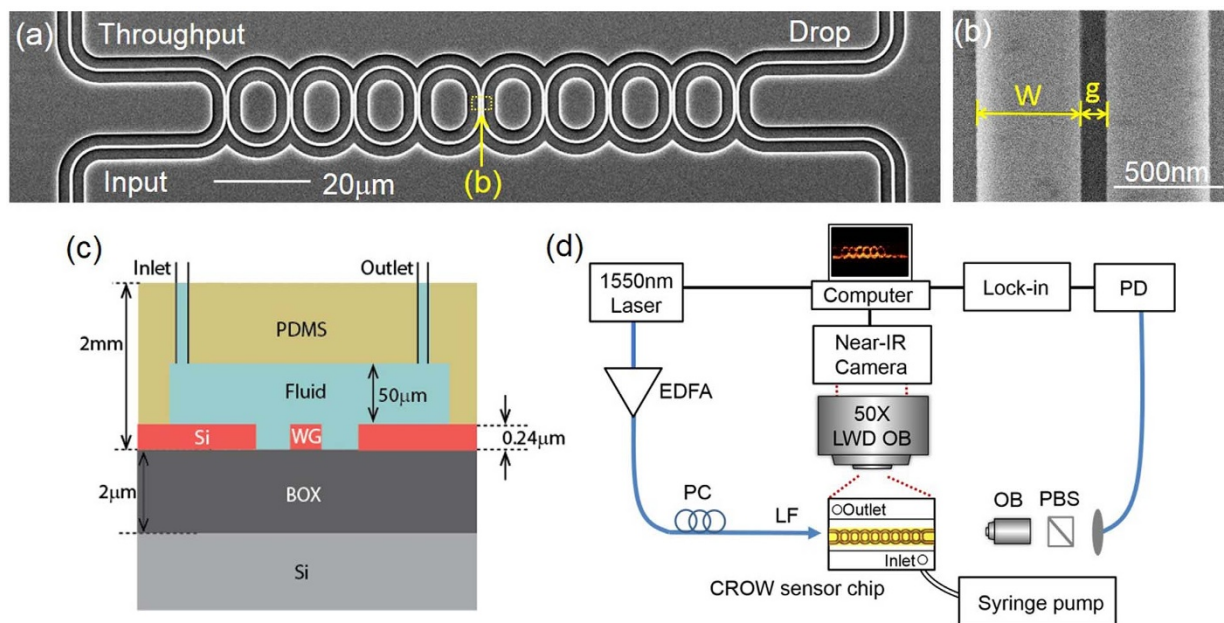 (a)
Throughput
Drop
Input
20μm
(b)
(b)
W
g
500nm
(c)
Inlet
Outlet
PDMS
2mm
Fluid
50μm
Si
WG
0.24μm
2μm
BOX
Si
(d)
1550nm
Laser
Computer
Lock-in
PD
Near-IR
Camera
EDFA
50X
LWD OB
PC
LF
Outlet
Inlet
OB
PBS
CROW sensor chip
Syringe pump